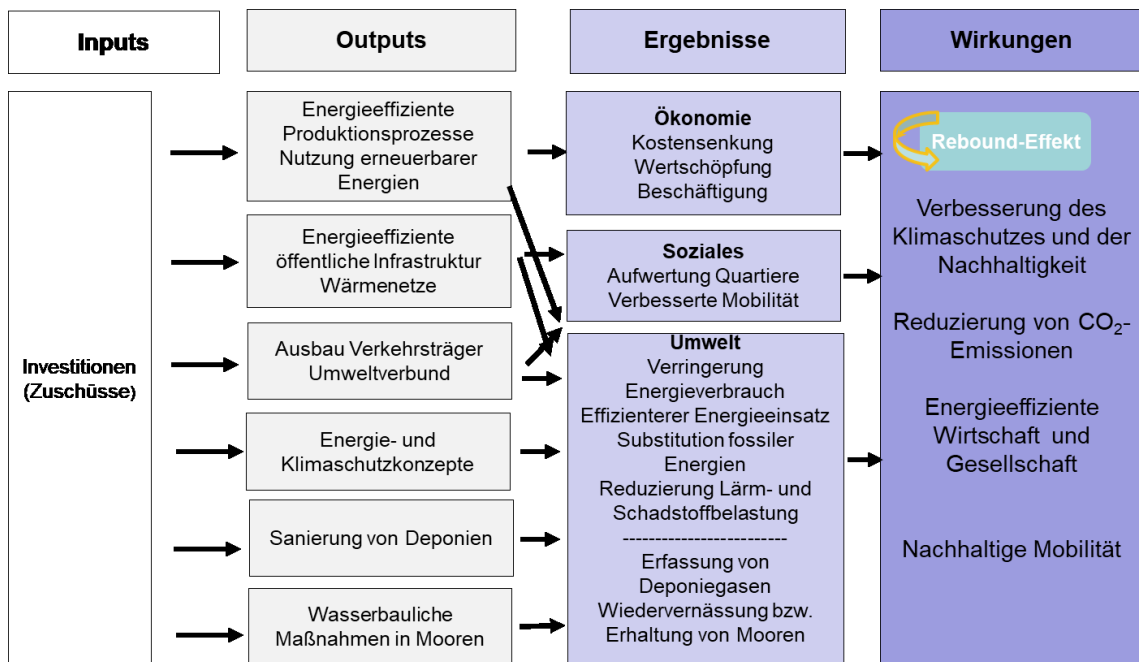 Inputs
Outputs
Ergebnisse
Wirkungen
Investitionen
(Zuschüsse)
Energieeffiziente
Produktionsprozesse
Nutzung erneuerbarer
Energien
Energieeffiziente
öffentliche Infrastruktur
Wärmenetze
Ausbau Verkehrsträger
Umweltverbund
Energie- und
Klimaschutzkonzepte
Sanierung von Deponien
Wasserbauliche
Maßnahmen in Mooren
Ökonomie
Kostensenkung
Wertschöpfung
Beschäftigung
Soziales
Aufwertung Quartiere
Verbesserte Mobilität
Umwelt
Verringerung
Energieverbrauch
Effizienterer Energieeinsatz
Substitution fossiler
Energien
Reduzierung Lärm- und
Schadstoffbelastung
-------------------------
Erfassung von
Deponiegasen
Wiedervernässung bzw.
Erhaltung von Mooren
Rebound-Effekt
Verbesserung des
Klimaschutzes und der
Nachhaltigkeit
Reduzierung von CO₂-
Emissionen
Energieeffiziente
Wirtschaft und
Gesellschaft
Nachhaltige Mobilität